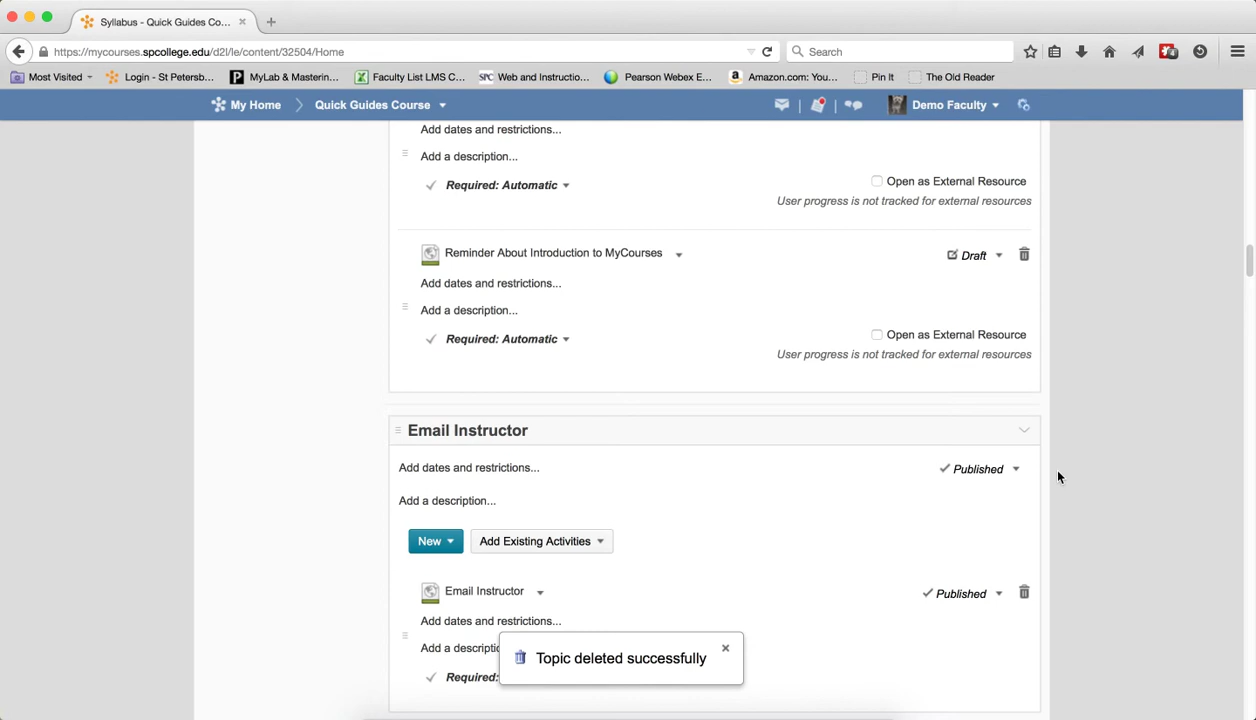 Syllabus - Quick Guides Co...
https://mycourses.spcollege.edu/d2l/le/content/32504/Home
Search
Most Visited
Login - St Petersb...
MyLab & Mastering...
Faculty List LMS C...
SPC Web and Instructio...
Pearson Webex E...
Amazon.com: You...
Pin It
The Old Reader
My Home
Quick Guides Course
Demo Faculty
Add dates and restrictions...
Add a description...
Required: Automatic
Open as External Resource
User progress is not tracked for external resources
Reminder About Introduction to MyCourses
Draft
Add dates and restrictions...
Add a description...
Required: Automatic
Open as External Resource
User progress is not tracked for external resources
Email Instructor
Add dates and restrictions...
Published
Add a description...
New
Add Existing Activities
Email Instructor
Published
Add dates and restrictions...
Add a descriptio
Topic deleted successfully
Required: